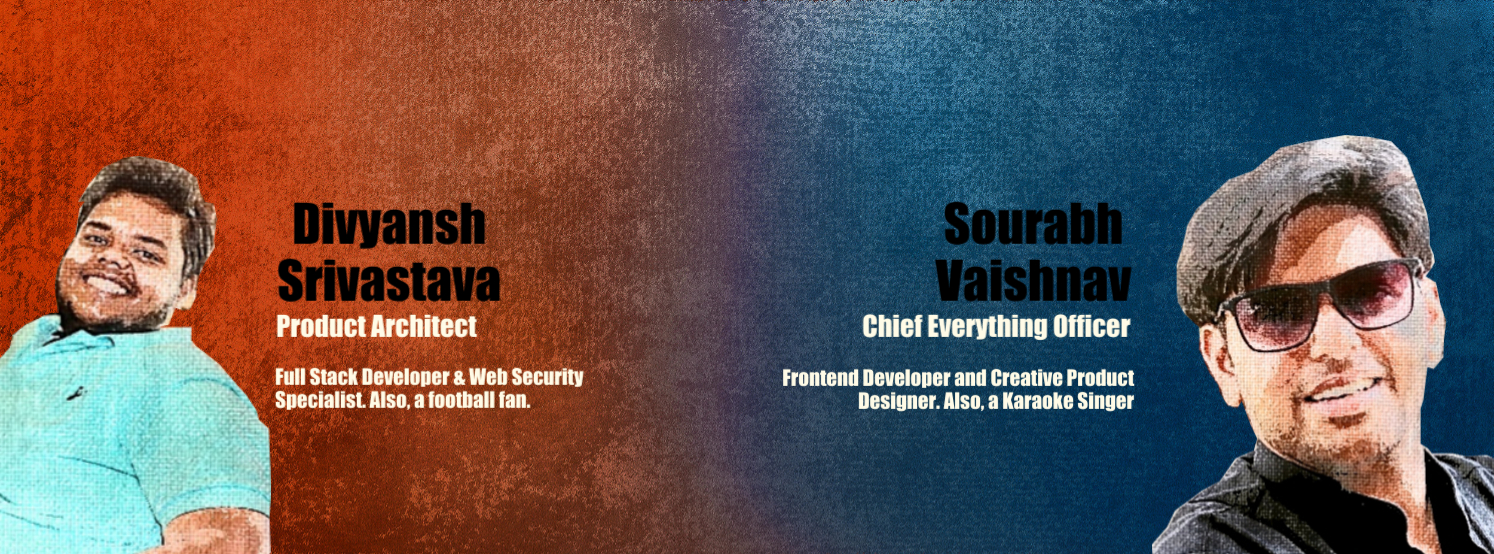 Divyansh
Srivastava
Product Architect
Full Stack Developer & Web Security
Specialist. Also, a football fan.
Sourabh
Vaishnav
Chief Everything Officer
Frontend Developer and Creative Product
Designer. Also, a Karaoke Singer